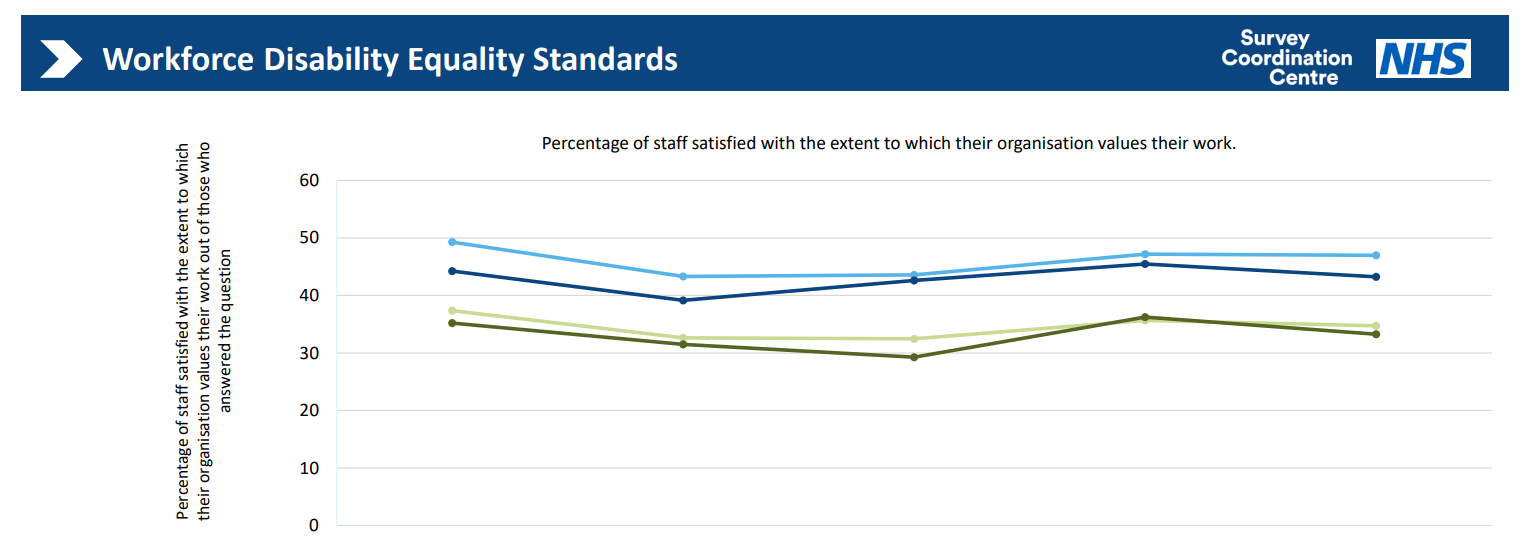 Workforce Disability Equality Standards
Survey
Coordination
Centre
NHS
Percentage of staff satisfied with the extent to which their organisation values their work.
Percentage of staff satisfied with the extent to which
their organisation values their work out of those who
answered the question
60
50
40
30
20
10
0